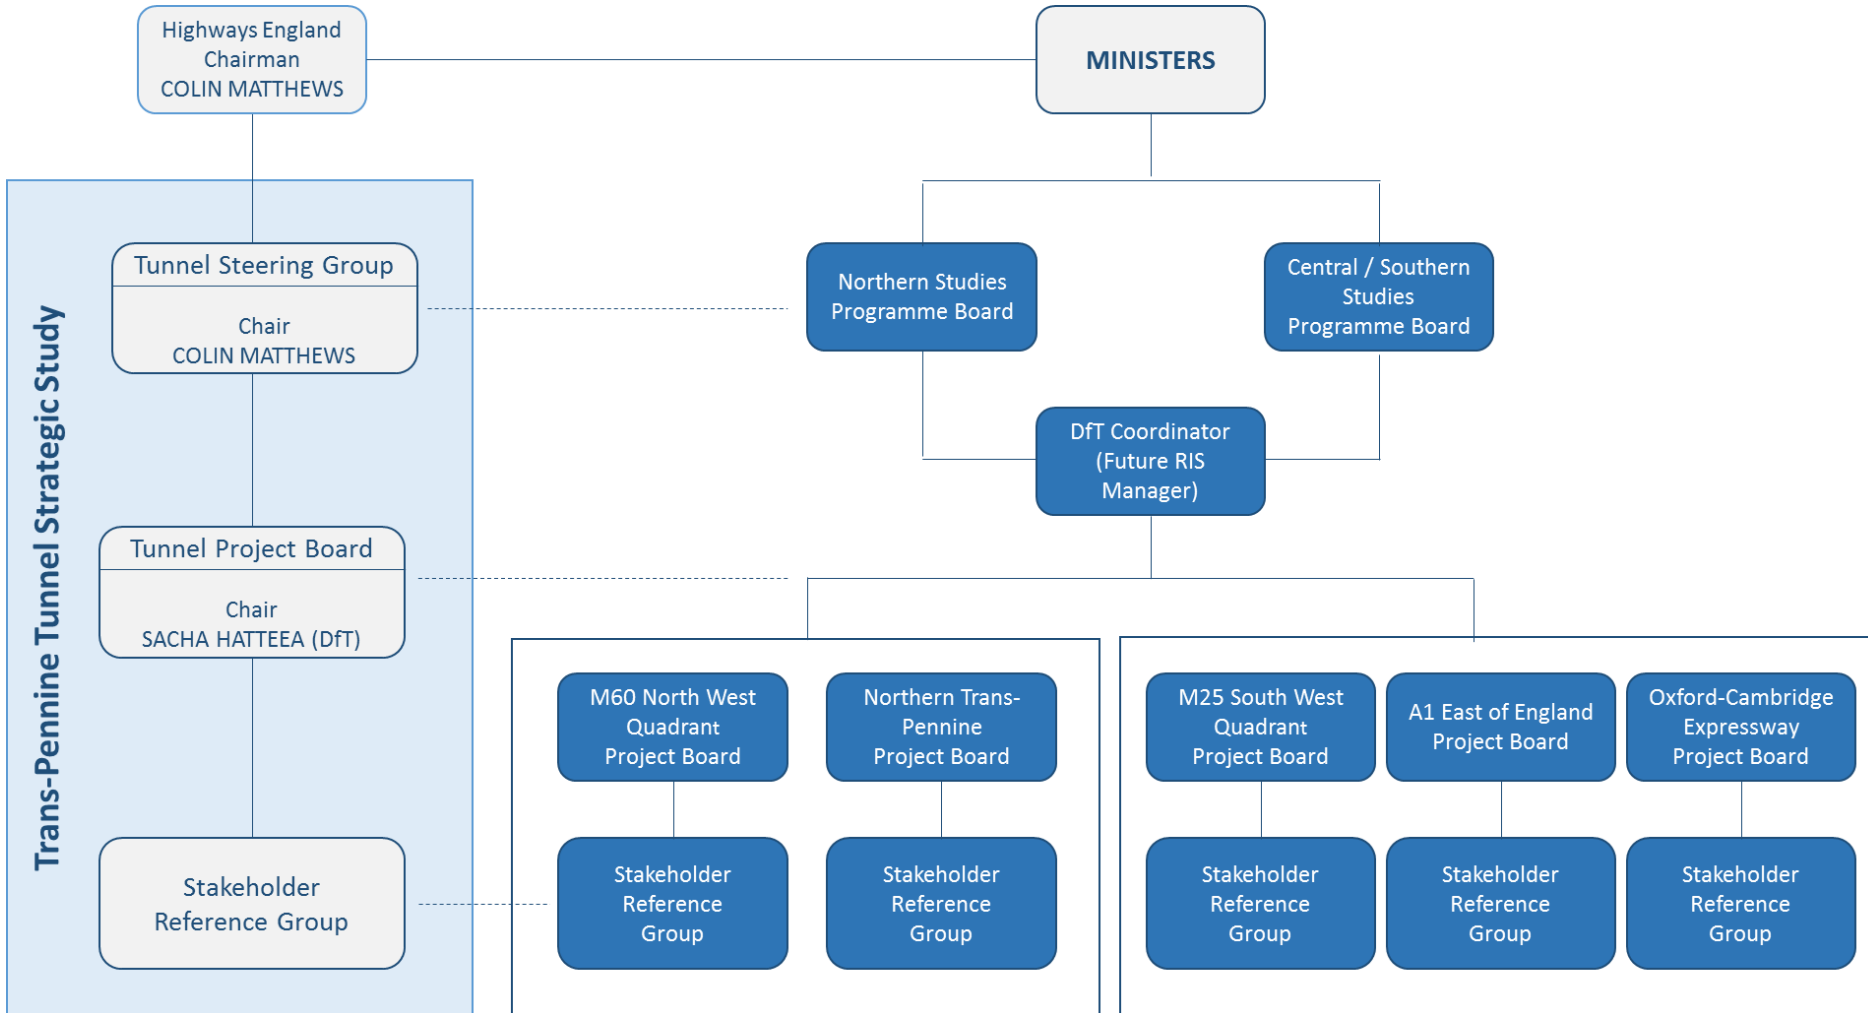 Highways England
Chairman
COLIN MATTHEWS
MINISTERS
Trans-Pennine Tunnel Strategic Study
Tunnel Steering Group
Chair
COLIN MATTHEWS
Northern Studies
Programme Board
Central / Southern
Studies
Programme Board
DfT Coordinator
(Future RIS
Manager)
Tunnel Project Board
Chair
SACHA HATTEEA (DfT)
M60 North West
Quadrant
Project Board
Northern Trans-
Pennine
Project Board
M25 South West
Quadrant
Project Board
A1 East of England
Project Board
Oxford-Cambridge
Expressway
Project Board
Stakeholder
Reference Group
Stakeholder
Reference
Group
Stakeholder
Reference
Group
Stakeholder
Reference
Group
Stakeholder
Reference
Group
Stakeholder
Reference
Group